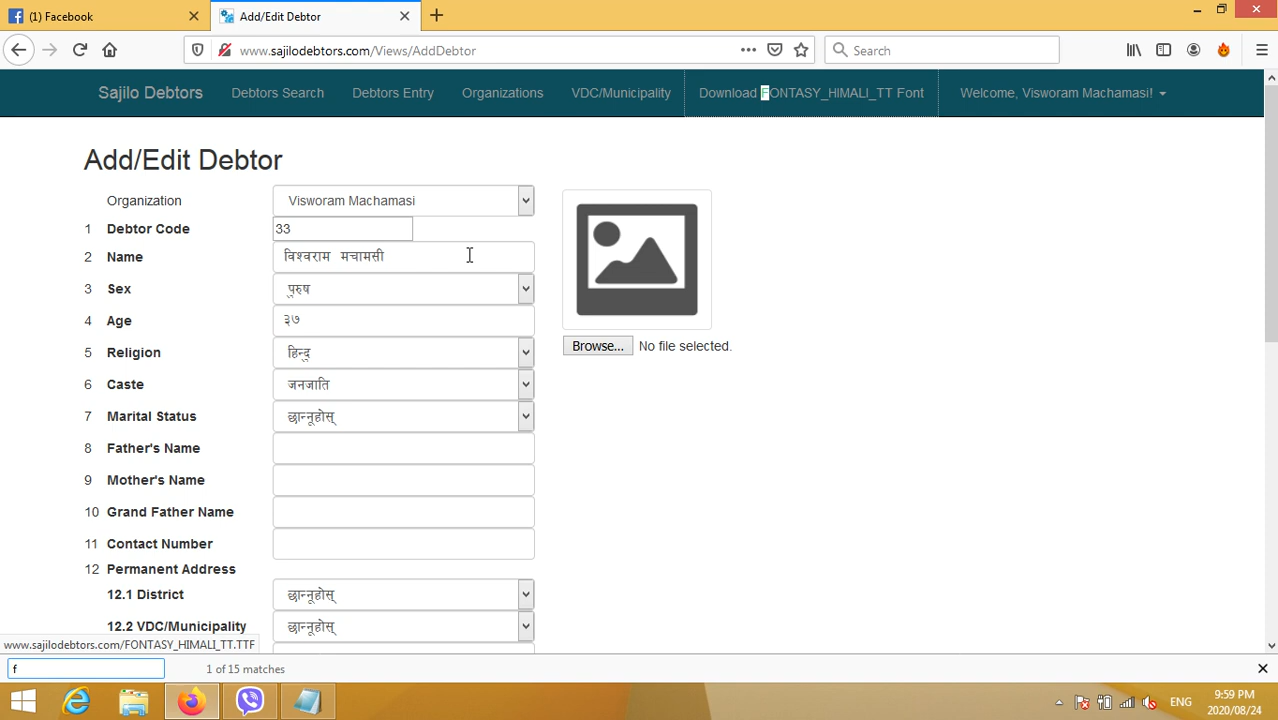 (1) Facebook
Add/Edit Debtor
www.sajilodebtors.com/Views/AddDebtor
Search
Sajilo Debtors Debtors Search Debtors Entry Organizations VDC/Municipality Download FONTASY_HIMALI_TT Font Welcome, Visworam Machamasi!
Add/Edit Debtor
Organization Visworam Machamasi
1 Debtor Code 33
2 Name विश्वराम मचामसी
3 Sex पुरुष
4 Age ३७
5 Religion हिन्दु
Browse... No file selected.
6 Caste जनजाति
7 Marital Status छान्नूहोस्
8 Father's Name
9 Mother's Name
10 Grand Father Name
11 Contact Number
12 Permanent Address
12.1 District छान्नूहोस्
12.2 VDC/Municipality छान्नूहोस्
www.sajilodebtors.com/FONTASY_HIMALI_TT.TTF
f 1 of 15 matches
ENG
9:59 PM
2020/08/24